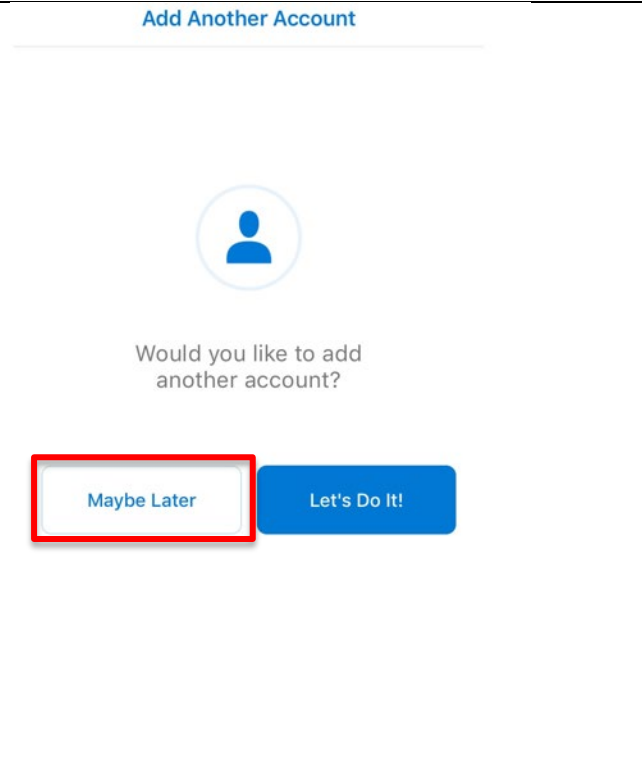 Add Another Account
Would you like to add
another account?
Maybe Later
Let's Do It!